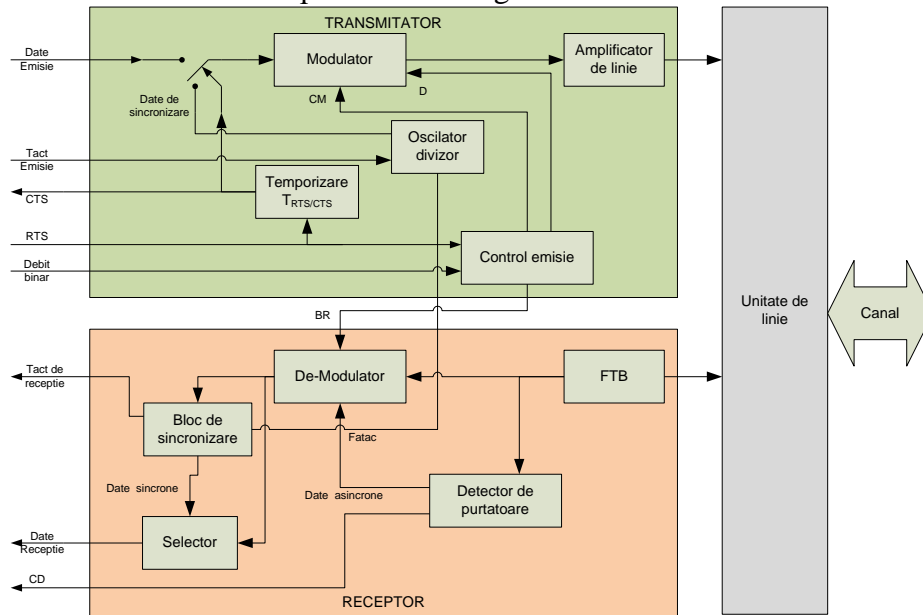 TRANSMITATOR
Date
Emisie
Modulator
Amplificator
de linie
D
CM
Date de
sincronizare
Oscilator
divizor
Tact
Emisie
Temporizare
T_RTS/CTS
CTS
RTS
Control emisie
Debit
binar
Unitate de
linie
Canal
BR
De-Modulator
FTB
Tact de
receptie
Bloc de
sincronizare
Fatac
Date sincrone
Date asincrone
Detector de
purtatoare
Selector
Date
Receptie
CD
RECEPTOR